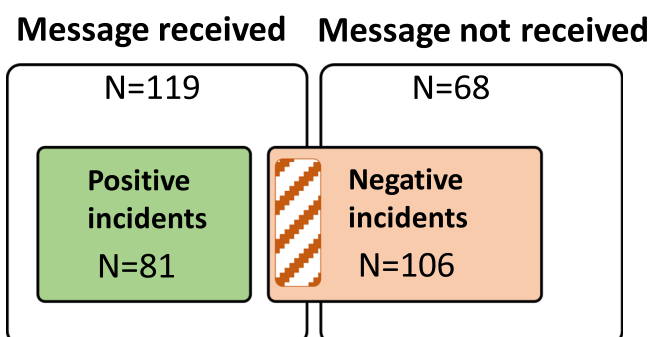 Message received
Message not received
N=119
N=68
Positive
incidents
N=81
Negative
incidents
N=106